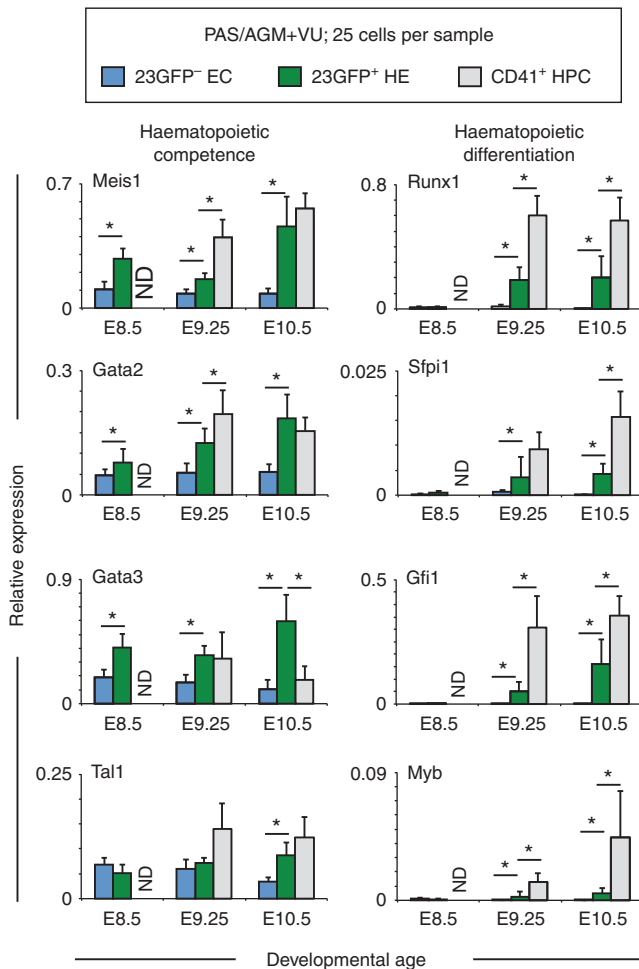 PAS/AGM+VU; 25 cells per sample
23GFP⁻ EC 23GFP⁺ HE CD41⁺ HPC
Haematopoietic competence
Haematopoietic differentiation
Relative expression
Meis1
0.7
0
* * * *
ND
E8.5 E9.25 E10.5
Runx1
0.8
0
* * * *
ND
E8.5 E9.25 E10.5
Gata2
0.3
0
* * * *
ND
E8.5 E9.25 E10.5
Sfpi1
0.025
0
* * *
ND
E8.5 E9.25 E10.5
Gata3
0.9
0
* * * *
ND
E8.5 E9.25 E10.5
Gfi1
0.5
0
* * * *
ND
E8.5 E9.25 E10.5
Tal1
0.25
0
*
ND
E8.5 E9.25 E10.5
Myb
0.09
0
* * * *
ND
E8.5 E9.25 E10.5
Developmental age